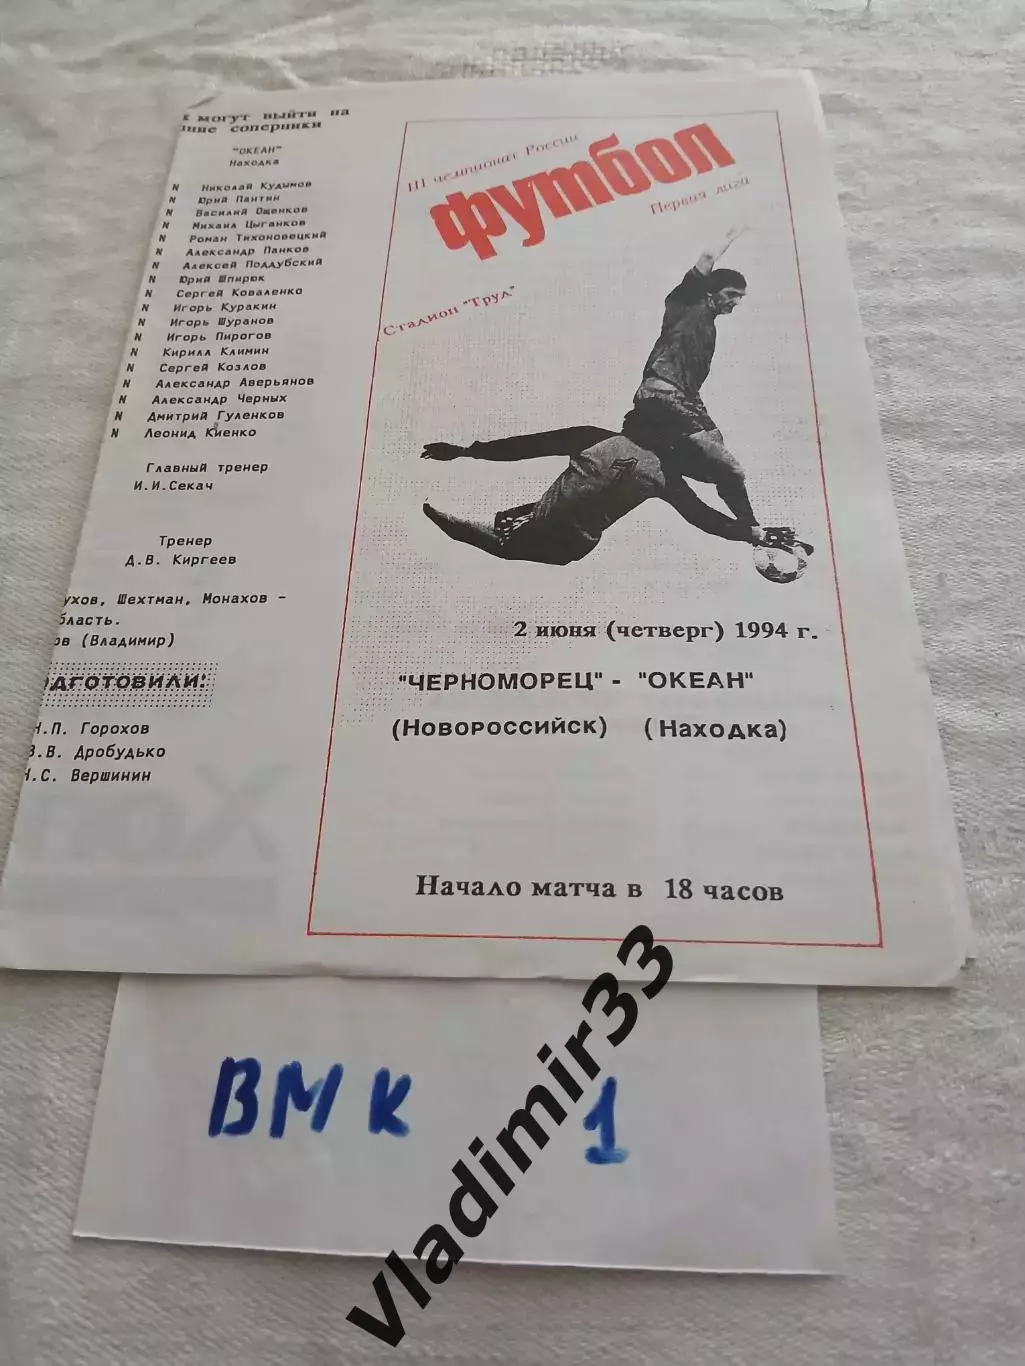 к могут выйти на
ние соперники
"ОКЕАН"
Находка
N Николай Кудымов
N Юрий Пантин
N Василий Ощенков
N Михаил Цыганков
N Роман Тихоновецкий
N Александр Панков
N Алексей Поддубский
N Юрий Шпирюк
N Сергей Коваленко
N Игорь Куракин
N Игорь Шуранов
N Игорь Пирогов
N Кирилл Климин
N Сергей Козлов
N Александр Аверьянов
N Александр Черных
N Дмитрий Гуленков
N Леонид Киенко
Главный тренер
И.И.Секач
Тренер
Д.В. Киргеев
ухов, Шехтман, Монахов -
бласть.
ов (Владимир)
ОДГОТОВИЛИ:
Н.П. Горохов
В.В. Дробудько
И.С. Вершинин
III чемпионат России
Футбол
Первая лига
Стадион "Труд"
2 июня (четверг) 1994 г.
"ЧЕРНОМОРЕЦ" - "ОКЕАН"
(Новороссийск) (Находка)
Начало матча в 18 часов
ВМК 1
Vladimir33